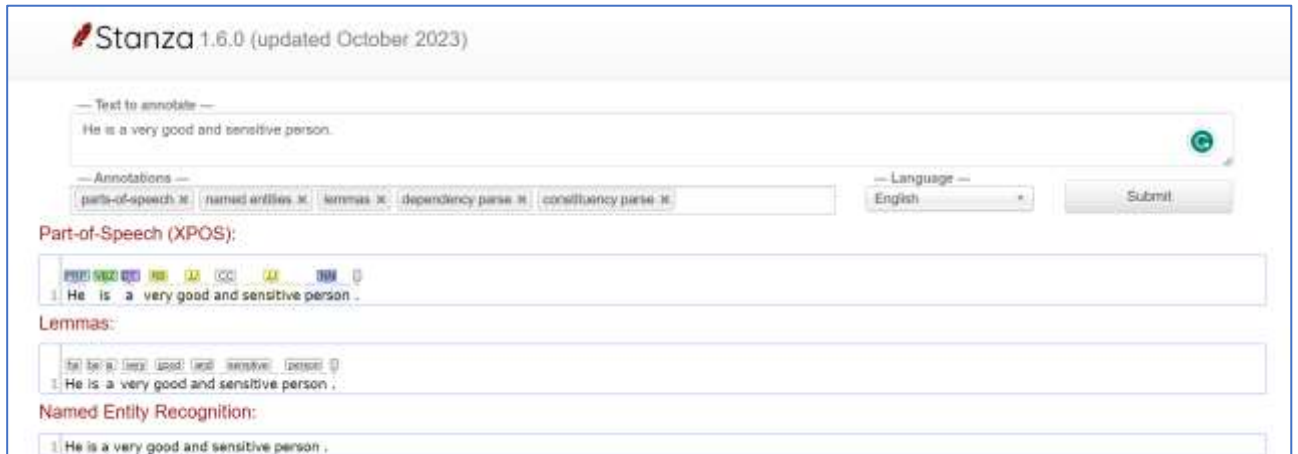 Stanza 1.6.0 (updated October 2023)
— Text to annotate —
He is a very good and sensitive person.
— Annotations — — Language —
parts-of-speech × named entities × lemmas × dependency parse × constituency parse × English Submit
Part-of-Speech (XPOS):
PRP VBZ DT RB JJ CC JJ NN .
1 He is a very good and sensitive person .
Lemmas:
he be a very good and sensitive person .
1 He is a very good and sensitive person .
Named Entity Recognition:
1 He is a very good and sensitive person .